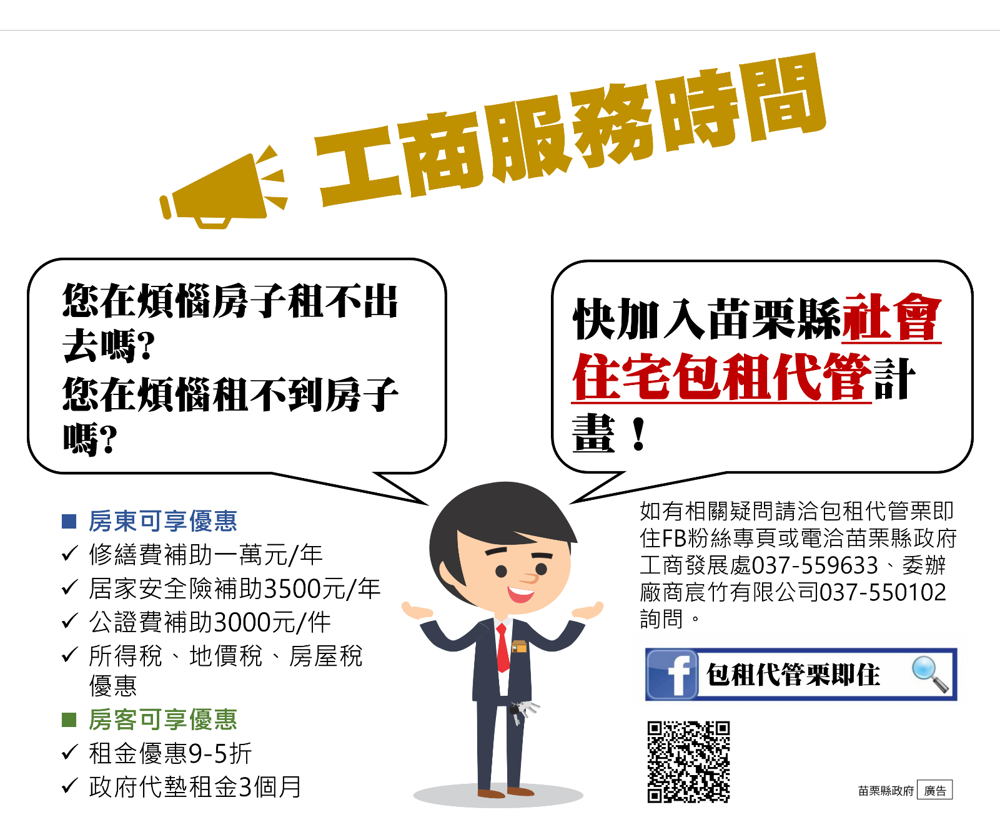 工商服務時間
您在煩惱房子租不出
去嗎?
您在煩惱租不到房子
嗎?
快加入苗栗縣社會
住宅包租代管計
畫！
■ 房東可享優惠
✓ 修繕費補助一萬元/年
✓ 居家安全險補助3500元/年
✓ 公證費補助3000元/件
✓ 所得稅、地價稅、房屋稅
優惠
■ 房客可享優惠
✓ 租金優惠9-5折
✓ 政府代墊租金3個月
如有相關疑問請洽包租代管栗即
住FB粉絲專頁或電洽苗栗縣政府
工商發展處037-559633、委辦
廠商宸竹有限公司037-550102
詢問。
包租代管栗即住
苗栗縣政府 廣告